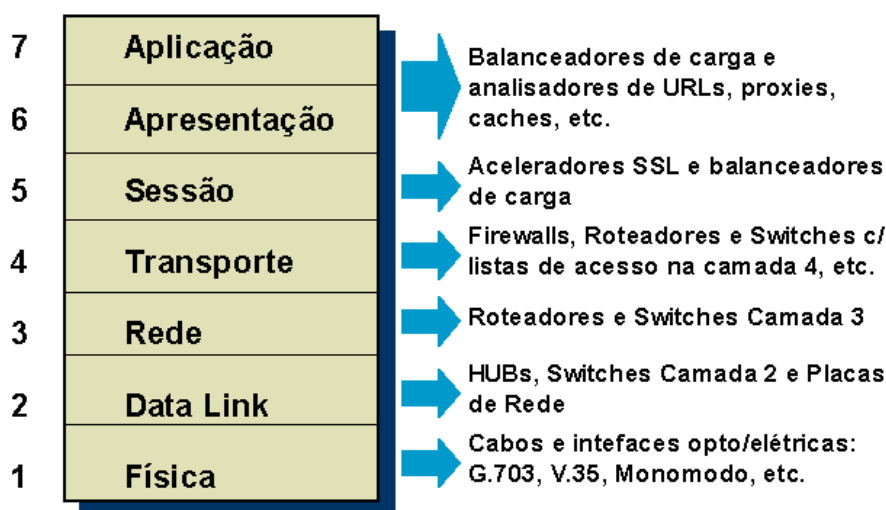 7 Aplicação
Balanceadores de carga e
analisadores de URLs, proxies,
caches, etc.
6 Apresentação
5 Sessão
Aceleradores SSL e balanceadores
de carga
4 Transporte
Firewalls, Roteadores e Switches c/
listas de acesso na camada 4, etc.
3 Rede
Roteadores e Switches Camada 3
2 Data Link
HUBs, Switches Camada 2 e Placas
de Rede
1 Física
Cabos e intefaces opto/elétricas:
G.703, V.35, Monomodo, etc.